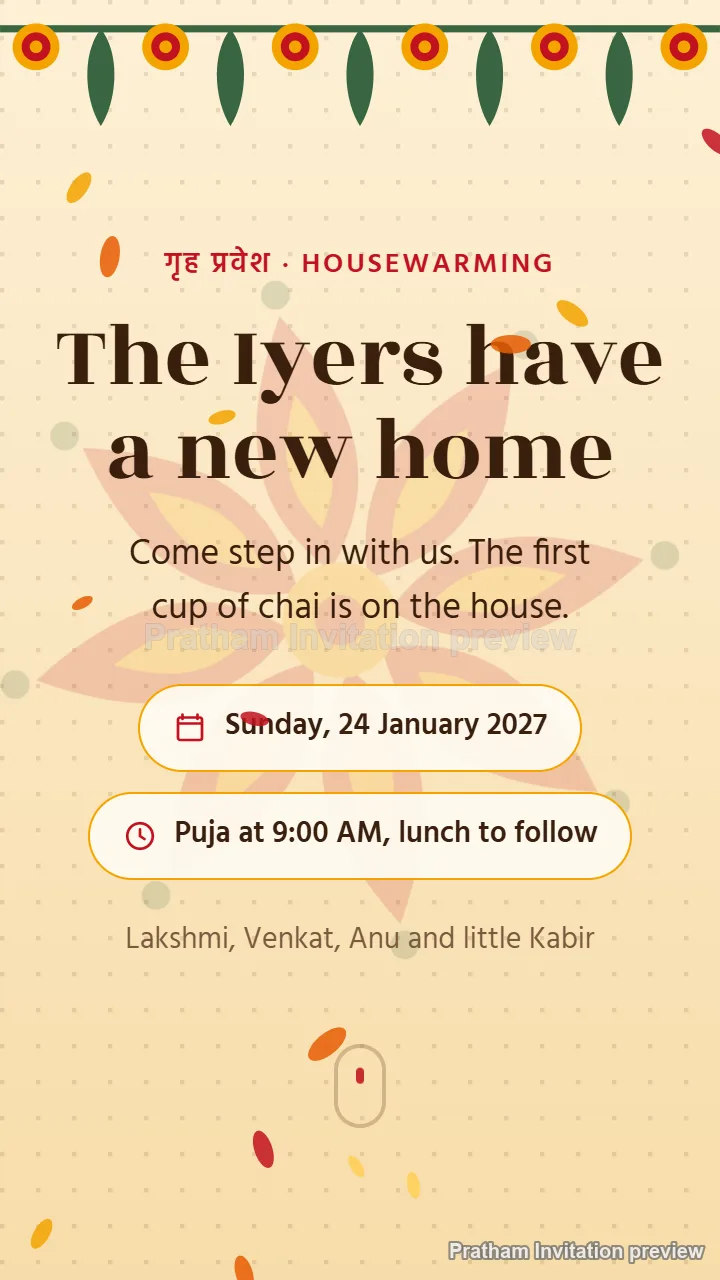 गृह प्रवेश · HOUSEWARMING
The Iyers have
a new home
Come step in with us. The first
cup of chai is on the house.
Pratham Invitation preview
Sunday, 24 January 2027
Puja at 9:00 AM, lunch to follow
Lakshmi, Venkat, Anu and little Kabir
Pratham Invitation preview